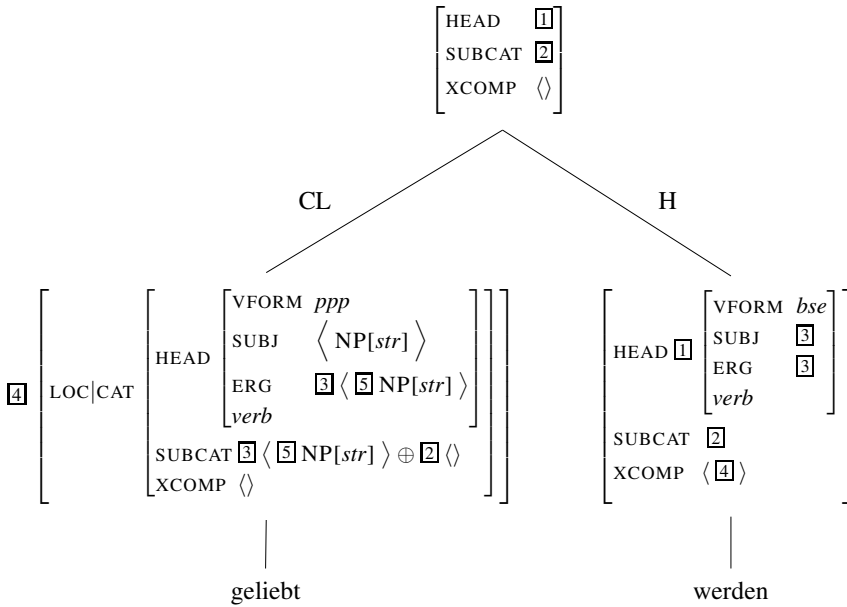 HEAD 1
SUBCAT 2
XCOMP ⟨⟩
CL H
VFORM ppp
SUBJ ⟨ NP[str] ⟩
HEAD
ERG 3 ⟨ 5 NP[str] ⟩
verb
4 LOC|CAT
SUBCAT 3 ⟨ 5 NP[str] ⟩ ⊕ 2 ⟨⟩
XCOMP ⟨⟩
VFORM bse
SUBJ 3
HEAD 1
ERG 3
verb
SUBCAT 2
XCOMP ⟨ 4 ⟩
geliebt werden